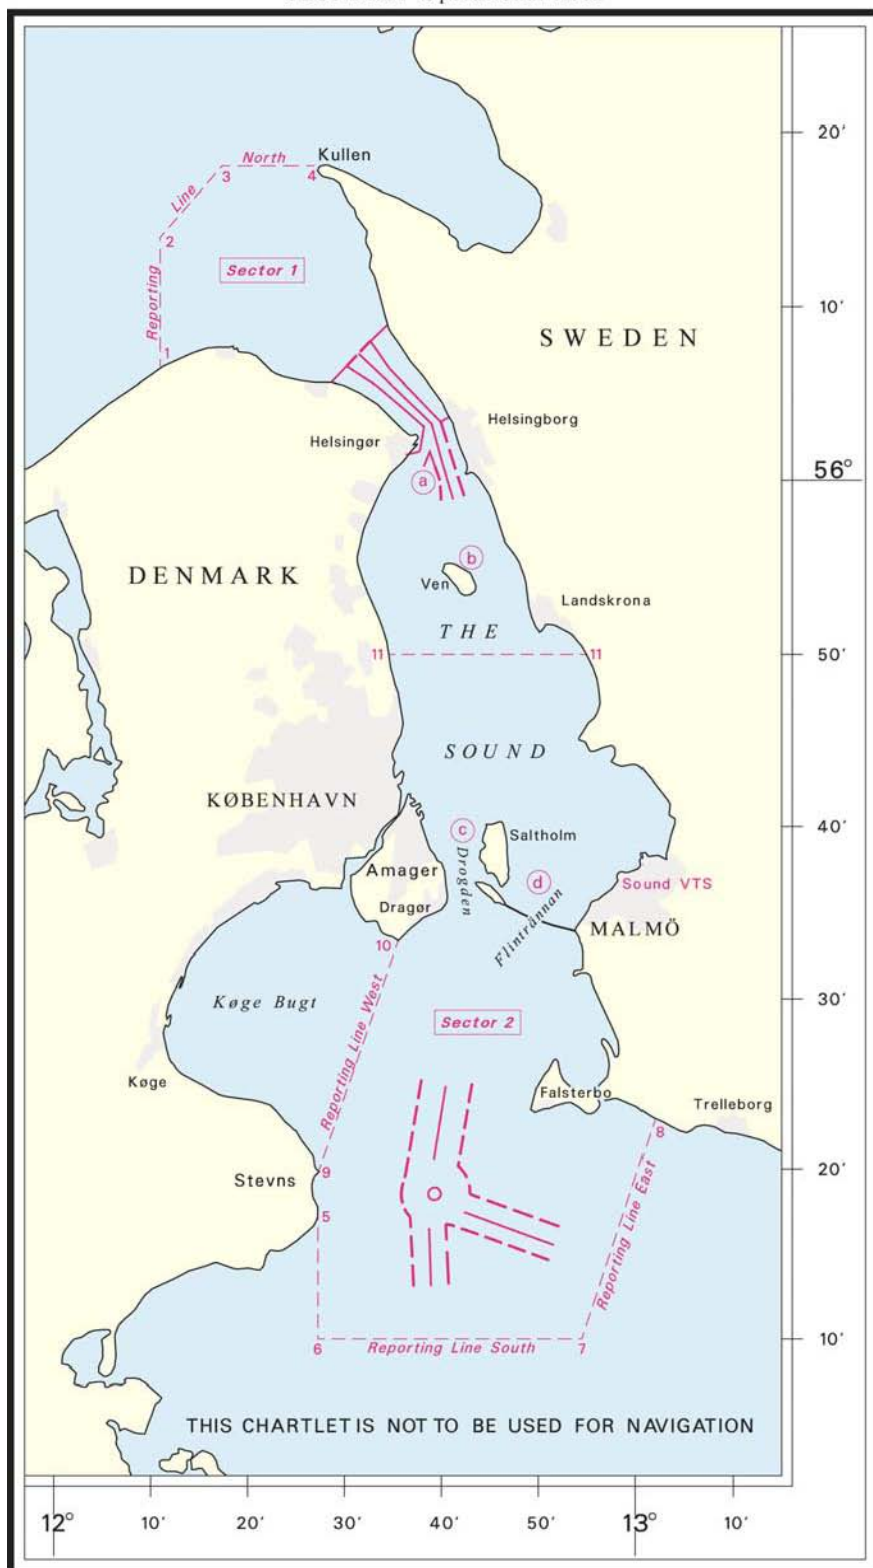 20'
North
Kullen
3
4
Line
2
Sector 1
Reporting
10'
SWEDEN
1
Helsingborg
Helsingør
56°
a
b
DENMARK
Ven
Landskrona
THE
11
11
50'
SOUND
KØBENHAVN
c
40'
Saltholm
Drogden
Amager
d
Sound VTS
Dragør
Flintrännan
MALMÖ
10
Køge Bugt
30'
Reporting Line West
Sector 2
Køge
Falsterbo
Trelleborg
8
Stevns
9
20'
5
Reporting Line East
6
Reporting Line South
7
10'
THIS CHARTLET IS NOT TO BE USED FOR NAVIGATION
12° 10' 20' 30' 40' 50' 13° 10'